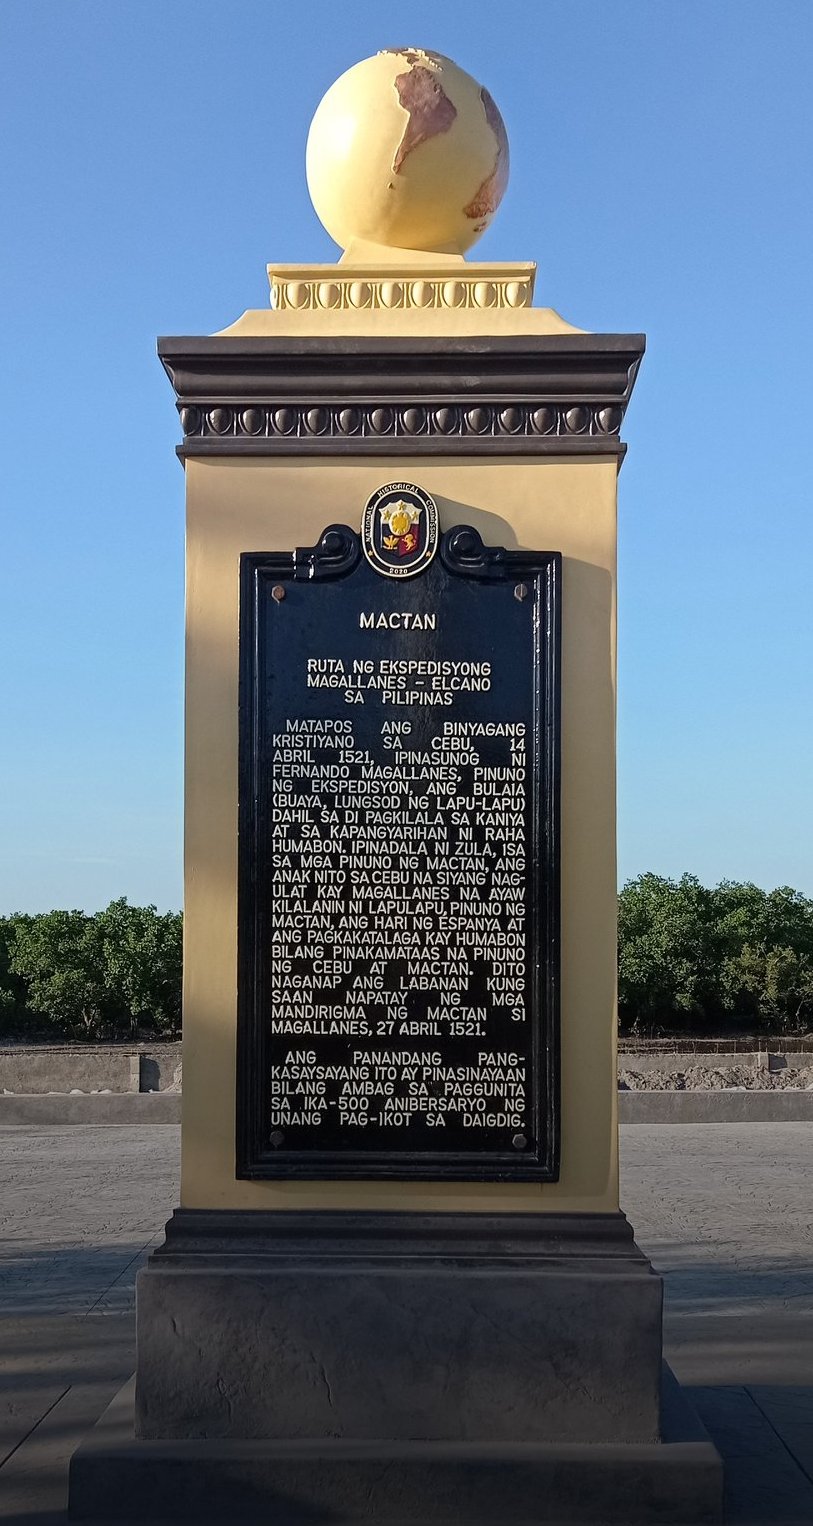 NATIONAL HISTORICAL COMMISSION
2020
MACTAN
RUTA NG EKSPEDISYONG
MAGALLANES – ELCANO
SA PILIPINAS
MATAPOS ANG BINYAGANG
KRISTIYANO SA CEBU, 14
ABRIL 1521, IPINASUNOG NI
FERNANDO MAGALLANES, PINUNO
NG EKSPEDISYON, ANG BULAIA
(BUAYA, LUNGSOD NG LAPU-LAPU)
DAHIL SA DI PAGKILALA SA KANIYA
AT SA KAPANGYARIHAN NI RAHA
HUMABON. IPINADALA NI ZULA, ISA
SA MGA PINUNO NG MACTAN, ANG
ANAK NITO SA CEBU NA SIYANG NAG-
ULAT KAY MAGALLANES NA AYAW
KILALANIN NI LAPULAPU, PINUNO NG
MACTAN, ANG HARI NG ESPANYA AT
ANG PAGKAKATALAGA KAY HUMABON
BILANG PINAKAMATAAS NA PINUNO
NG CEBU AT MACTAN. DITO
NAGANAP ANG LABANAN KUNG
SAAN NAPATAY NG MGA
MANDIRIGMA NG MACTAN SI
MAGALLANES, 27 ABRIL 1521.
ANG PANANDANG PANG-
KASAYSAYANG ITO AY PINASINAYAAN
BILANG AMBAG SA PAGGUNITA
SA IKA-500 ANIBERSARYO NG
UNANG PAG-IKOT SA DAIGDIG.